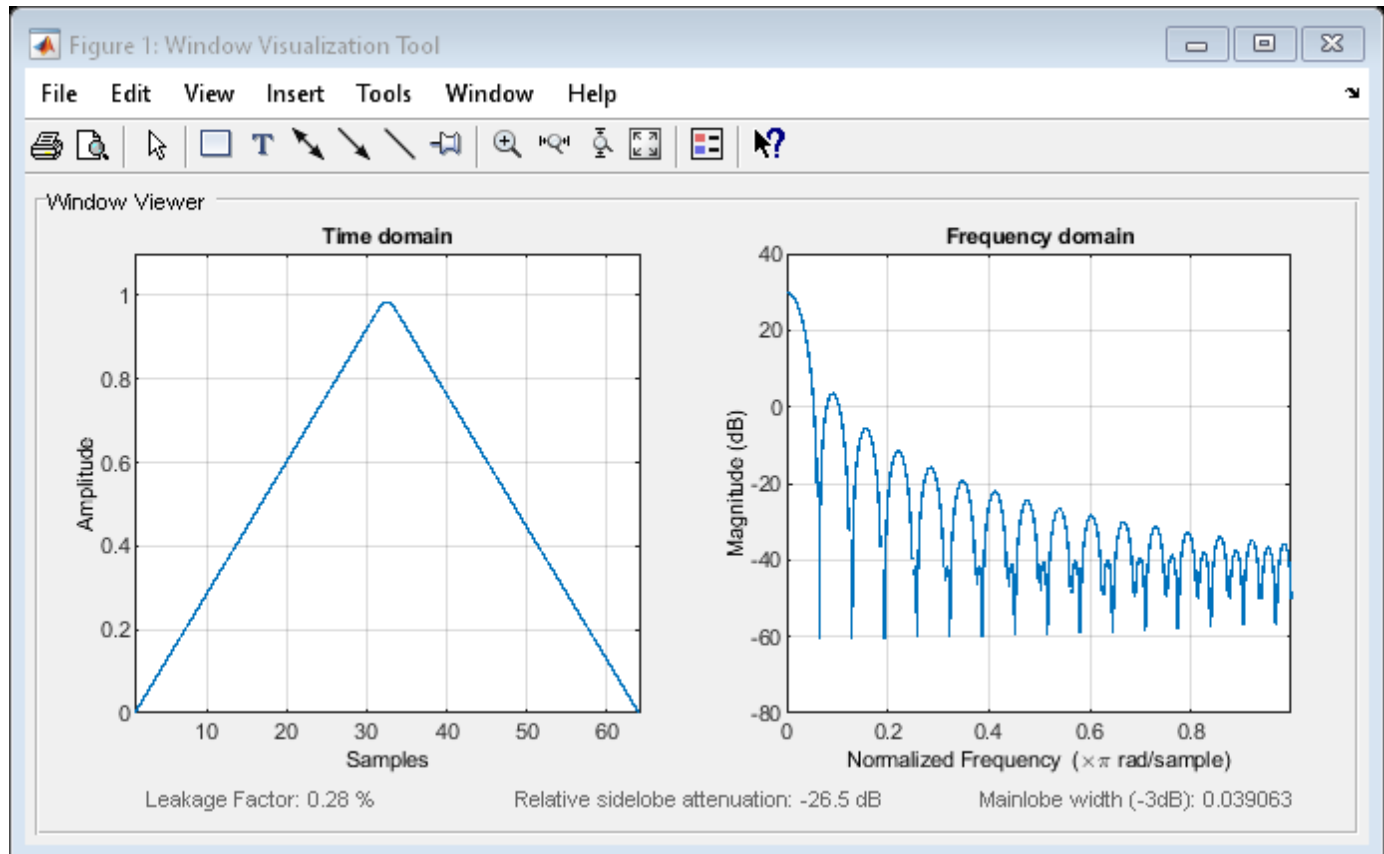 Figure 1: Window Visualization Tool
File Edit View Insert Tools Window Help
T
?
Window Viewer
Time domain
1
0.8
0.6
0.4
0.2
0
Amplitude
10 20 30 40 50 60
Samples
Frequency domain
40
20
0
-20
-40
-60
-80
Magnitude (dB)
0 0.2 0.4 0.6 0.8
Normalized Frequency (×π rad/sample)
Leakage Factor: 0.28 %
Relative sidelobe attenuation: -26.5 dB
Mainlobe width (-3dB): 0.039063